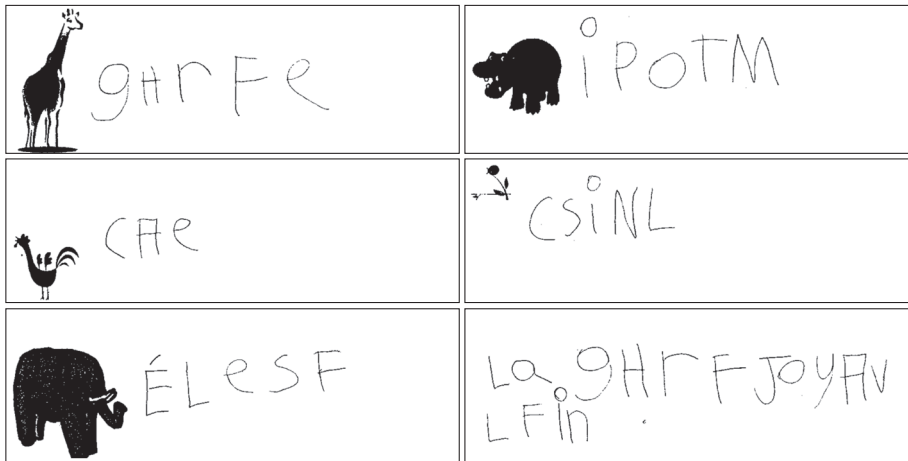 gHrFe
iPOTM
CAe
CSiNL
ÉLeSF
La gHrFJOyAV
LFin